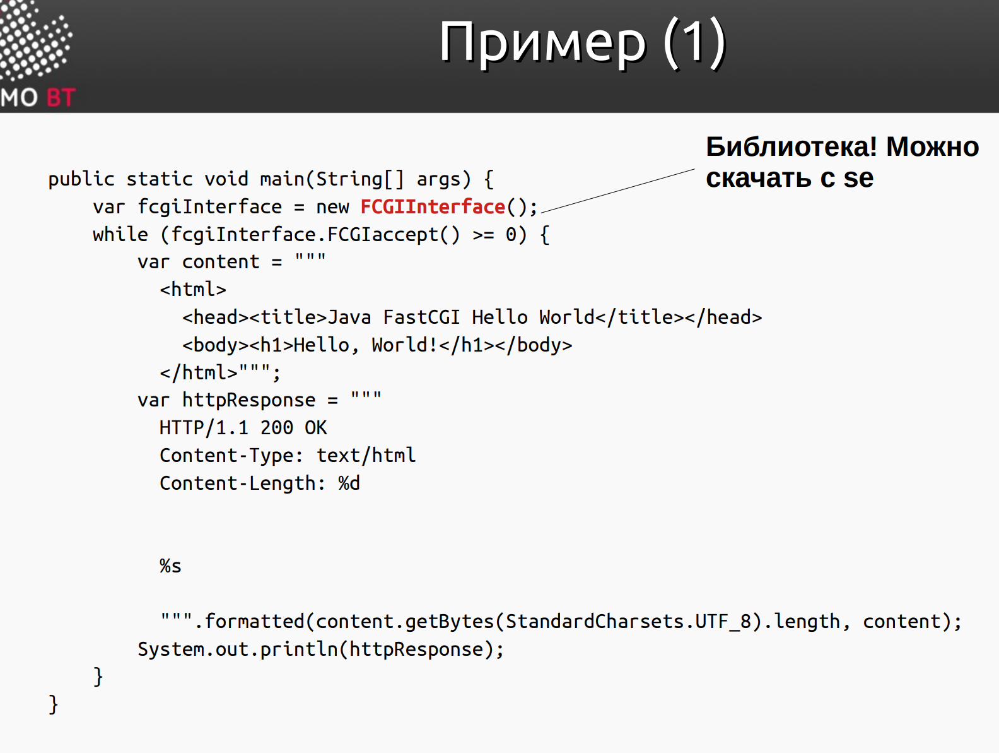 МО ВТ
Пример (1)
Библиотека! Можно
скачать с se
public static void main(String[] args) {
    var fcgiInterface = new FCGIInterface();
    while (fcgiInterface.FCGIaccept() >= 0) {
        var content = """
          <html>
            <head><title>Java FastCGI Hello World</title></head>
            <body><h1>Hello, World!</h1></body>
          </html>""";
        var httpResponse = """
          HTTP/1.1 200 OK
          Content-Type: text/html
          Content-Length: %d
          %s
          """.formatted(content.getBytes(StandardCharsets.UTF_8).length, content);
        System.out.println(httpResponse);
    }
}